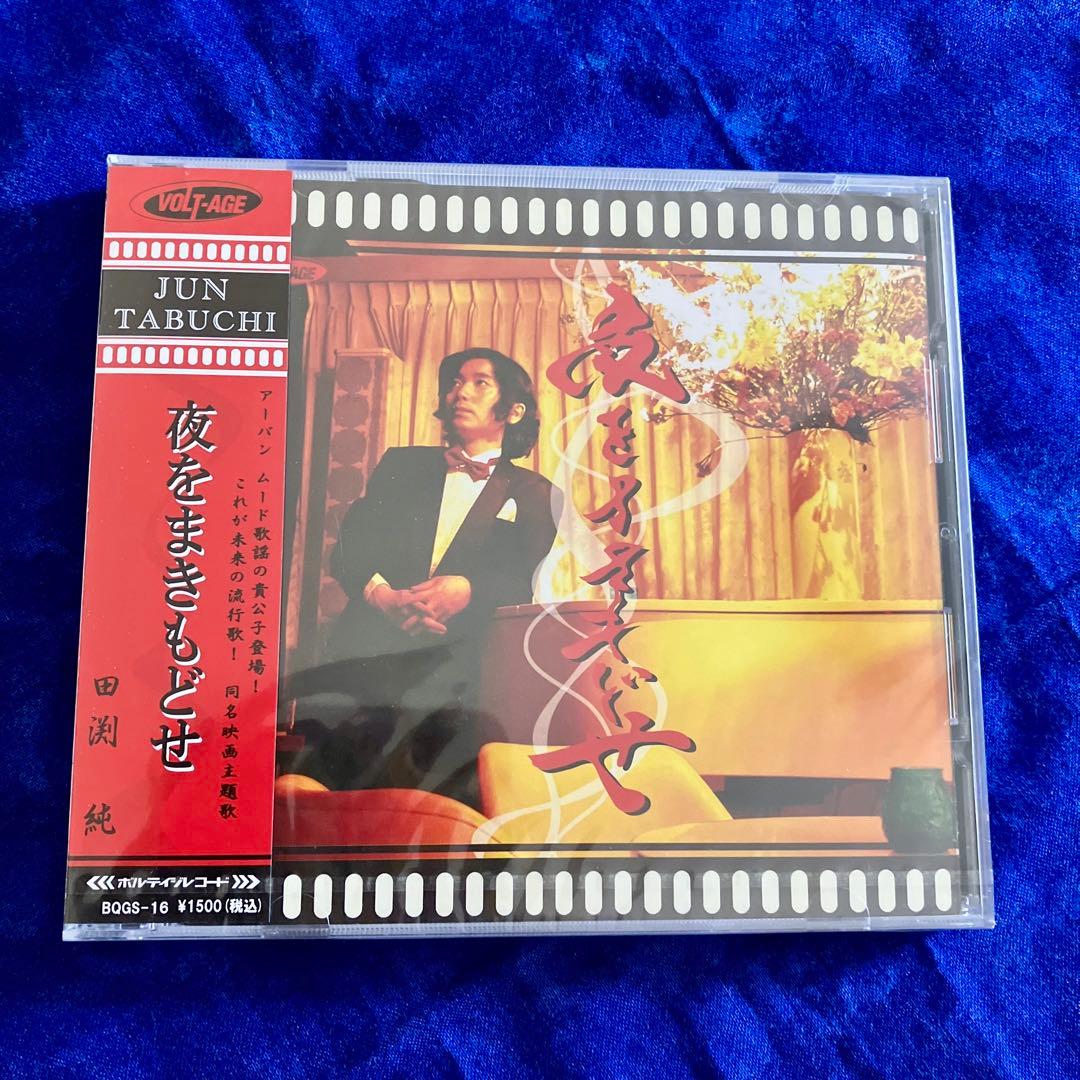 VOLT-AGE
JUN
TABUCHI
夜をまきもどせ
田渕 純
アーバン ムード歌謡の貴公子登場!
これが未来の流行歌! 同名映画主題歌
<<<ボルテイジレコード>>>
BQGS-16 ¥1500(税込)
AGE
夜をまきもどせ